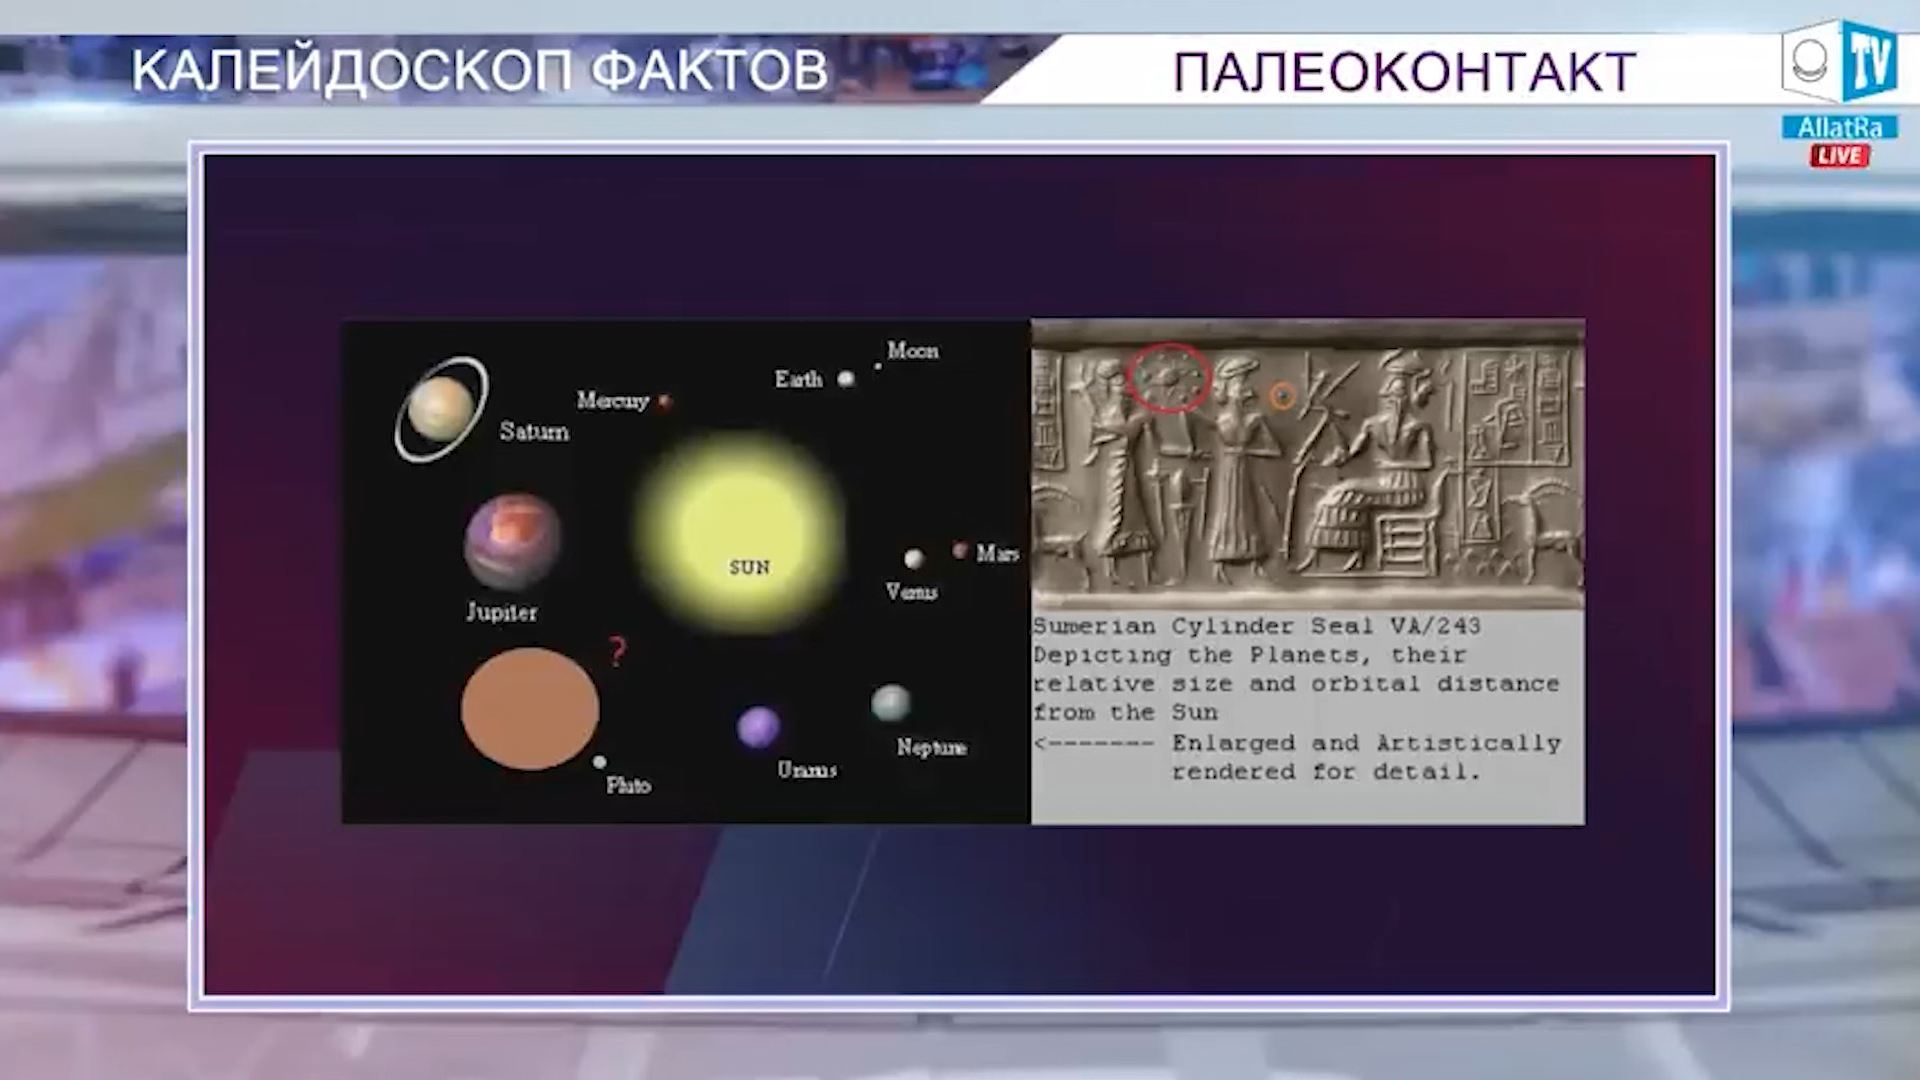 КАЛЕЙДОСКОП ФАКТОВ
ПАЛЕОКОНТАКТ
TV
AllatRa
LIVE
Moon
Earth
Mercury
Saturn
SUN
Mars
Venus
Jupiter
?
Neptune
Uranus
Pluto
Sumerian Cylinder Seal VA/243
Depicting the Planets, their
relative size and orbital distance
from the Sun
<------- Enlarged and Artistically
rendered for detail.